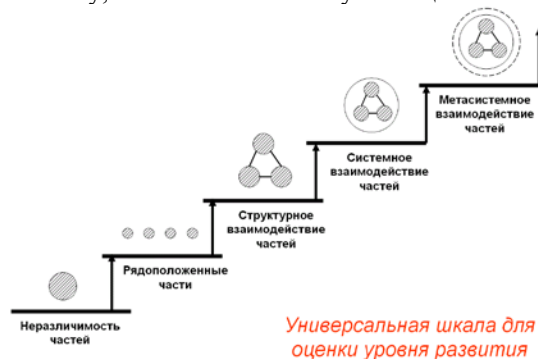 Метасистемное
взаимодействие
частей
Системное
взаимодействие
частей
Структурное
взаимодействие
частей
Рядоположенные
части
Неразличимость
частей
Универсальная шкала для
оценки уровня развития